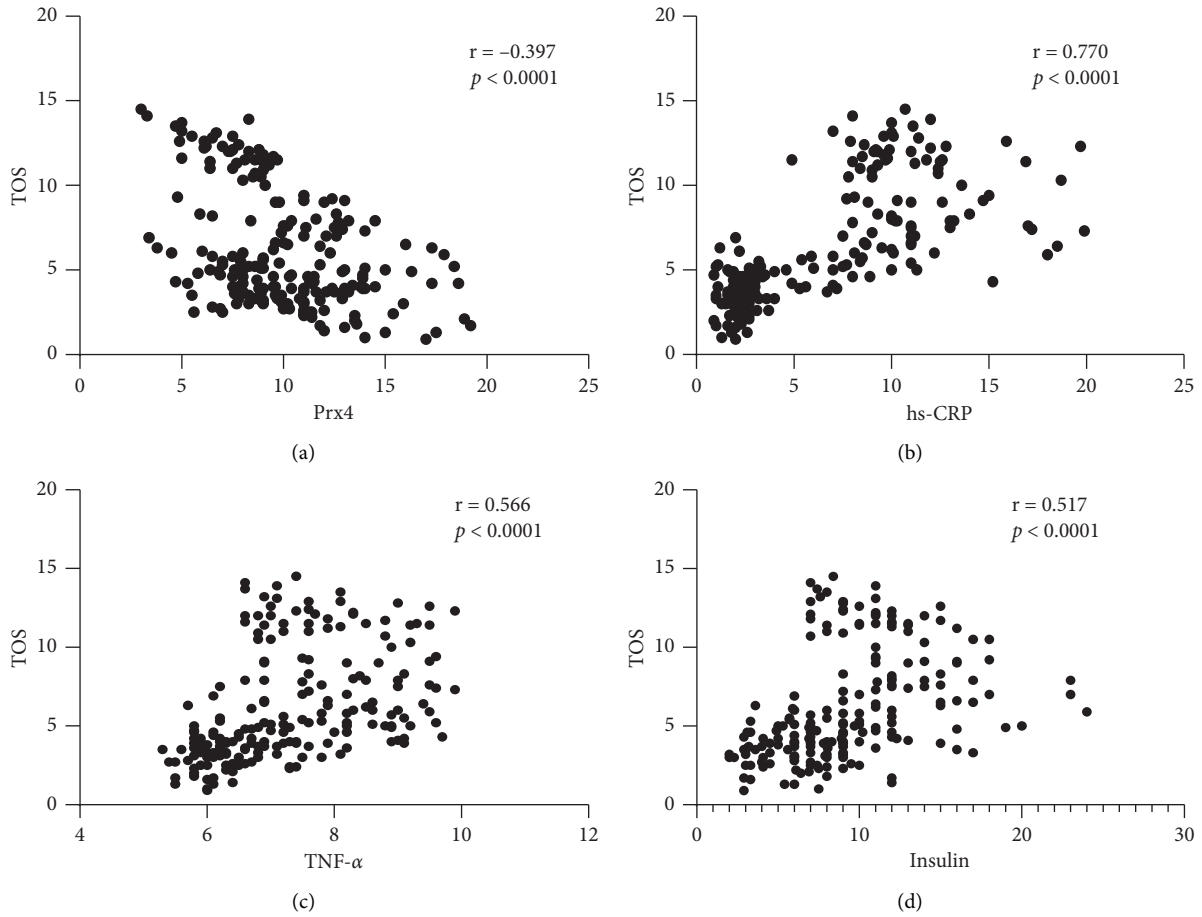 20
15
10
5
0
TOS
r = –0.397
p < 0.0001
0 5 10 15 20 25
Prx4
(a)
20
15
10
5
0
TOS
r = 0.770
p < 0.0001
0 5 10 15 20 25
hs-CRP
(b)
20
15
10
5
0
TOS
r = 0.566
p < 0.0001
4 6 8 10 12
TNF-α
(c)
20
15
10
5
0
TOS
r = 0.517
p < 0.0001
0 10 20 30
Insulin
(d)